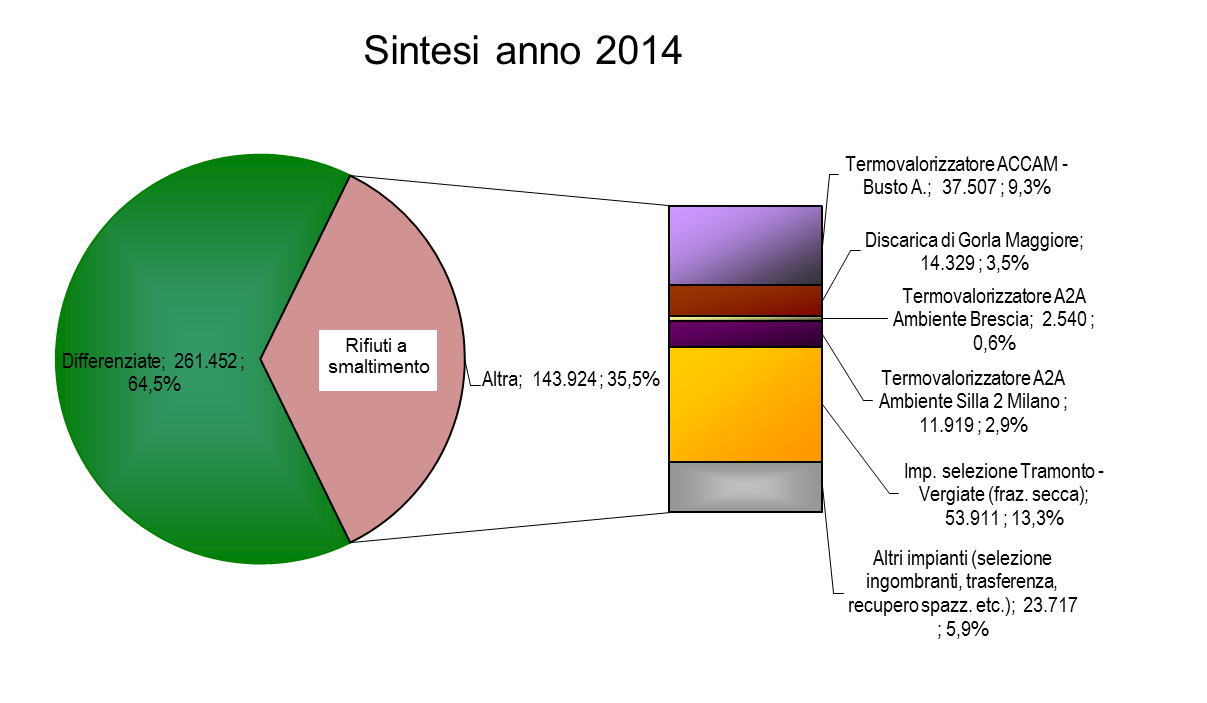 Sintesi anno 2014
Differenziate; 261.452 ;
64,5%
Rifiuti a
smaltimento
Altra; 143.924 ; 35,5%
Termovalorizzatore ACCAM -
Busto A.; 37.507 ; 9,3%
Discarica di Gorla Maggiore;
14.329 ; 3,5%
Termovalorizzatore A2A
Ambiente Brescia; 2.540 ;
0,6%
Termovalorizzatore A2A
Ambiente Silla 2 Milano ;
11.919 ; 2,9%
Imp. selezione Tramonto -
Vergiate (fraz. secca);
53.911 ; 13,3%
Altri impianti (selezione
ingombranti, trasferenza,
recupero spazz. etc.); 23.717
; 5,9%